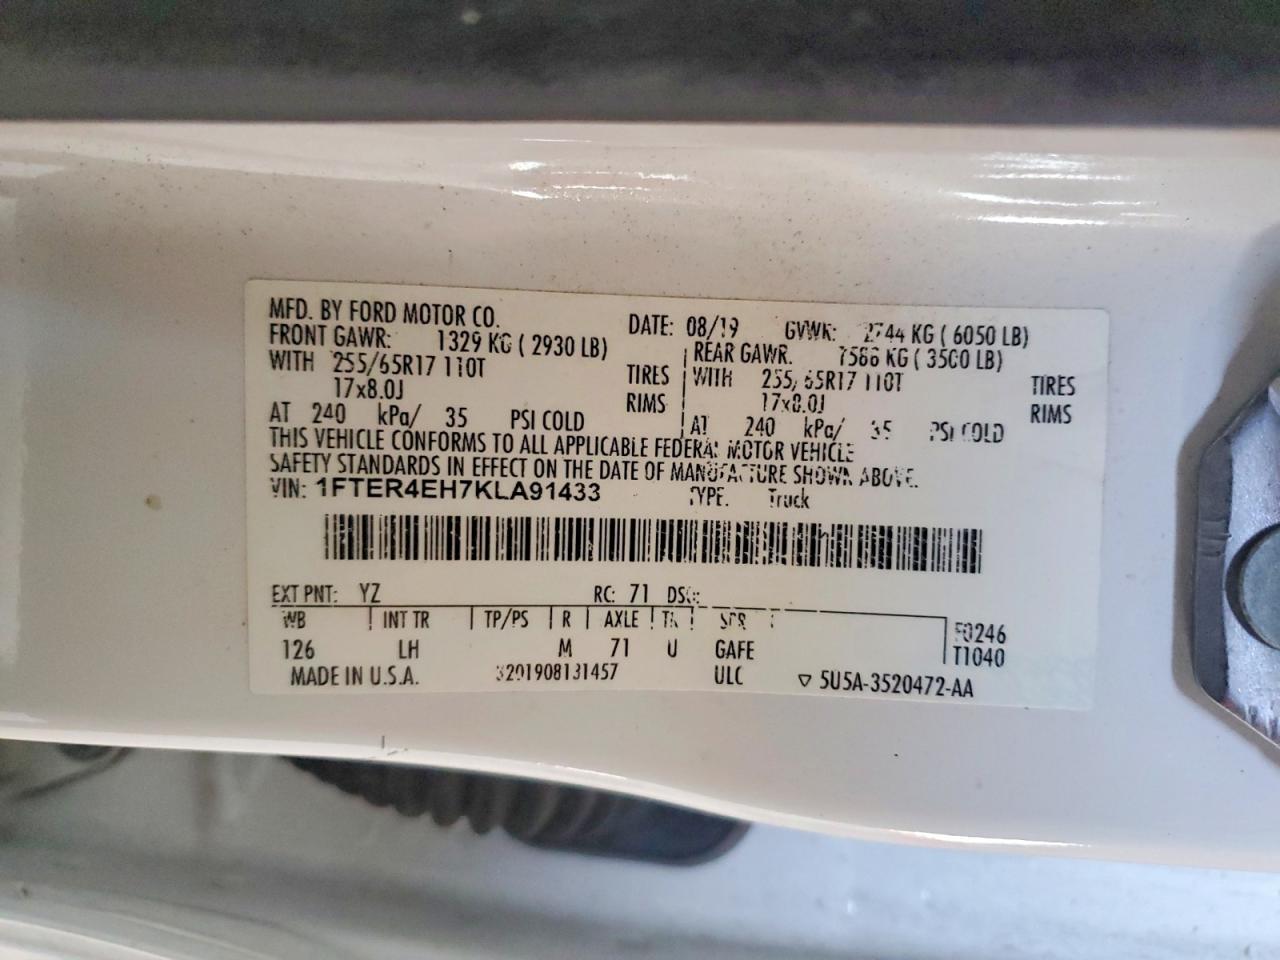 MFD. BY FORD MOTOR CO. DATE: 08/19 GVWR: 2744 KG ( 6050 LB)
FRONT GAWR: 1329 KG ( 2930 LB) REAR GAWR: 1588 KG ( 3500 LB)
WITH 255/65R17 110T TIRES WITH 255/65R17 110T TIRES
17x8.0J RIMS 17x8.0J RIMS
AT 240 kPa/ 35 PSI COLD AT 240 kPa/ 35 PSI COLD
THIS VEHICLE CONFORMS TO ALL APPLICABLE FEDERAL MOTOR VEHICLE
SAFETY STANDARDS IN EFFECT ON THE DATE OF MANUFACTURE SHOWN ABOVE.
VIN: 1FTER4EH7KLA91433 TYPE: Truck
EXT PNT: YZ RC: 71 DSO:
WB INT TR TP/PS R AXLE TR SPR F0246
126 LH M 71 U GAFE T1040
MADE IN U.S.A. 3201908131457 ULC ▽ 5U5A-3520472-AA